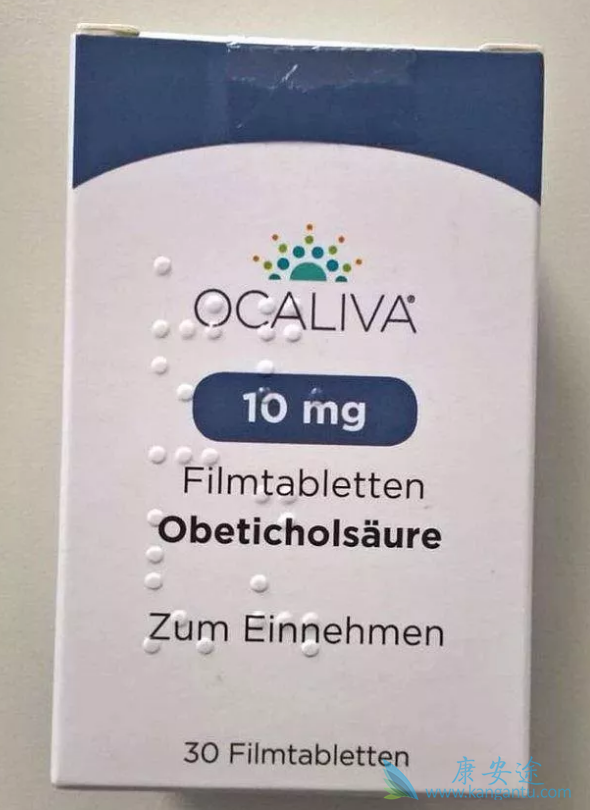 OCALIVA®
10 mg
Filmtabletten
Obeticholsäure
Zum Einnehmen
30 Filmtabletten
康安途
www.kangantu.com